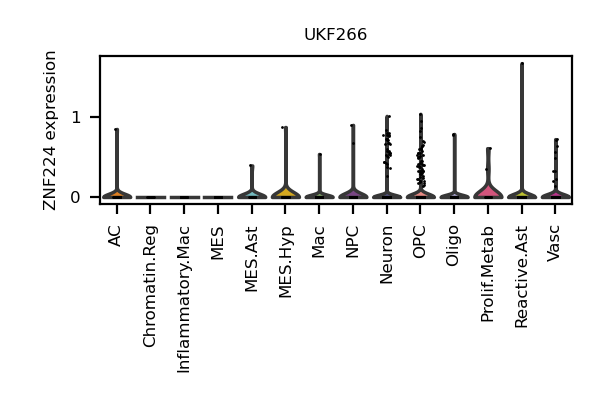 UKF266
ZNF224 expression
1
0
AC
Chromatin.Reg
Inflammatory.Mac
MES
MES.Ast
MES.Hyp
Mac
NPC
Neuron
OPC
Oligo
Prolif.Metab
Reactive.Ast
Vasc